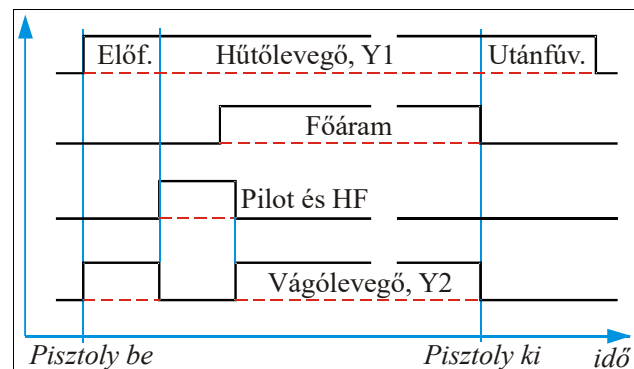 Előf. Hűtőlevegő, Y1 Utánfúv.
Főáram
Pilot és HF
Vágólevegő, Y2
Pisztoly be Pisztoly ki idő